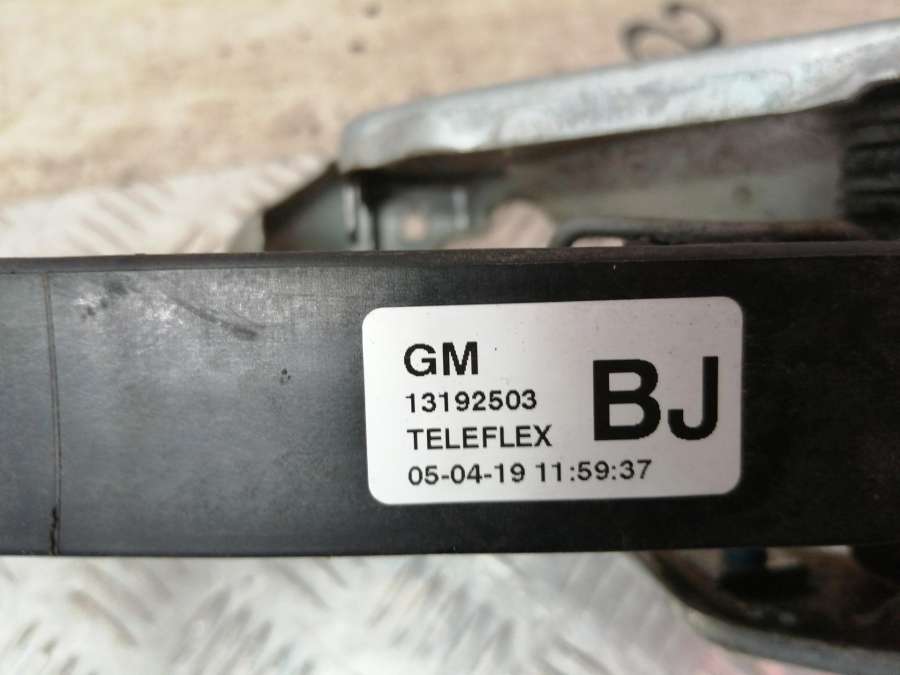 GM
13192503
TELEFLEX
05-04-19 11:59:37
BJ